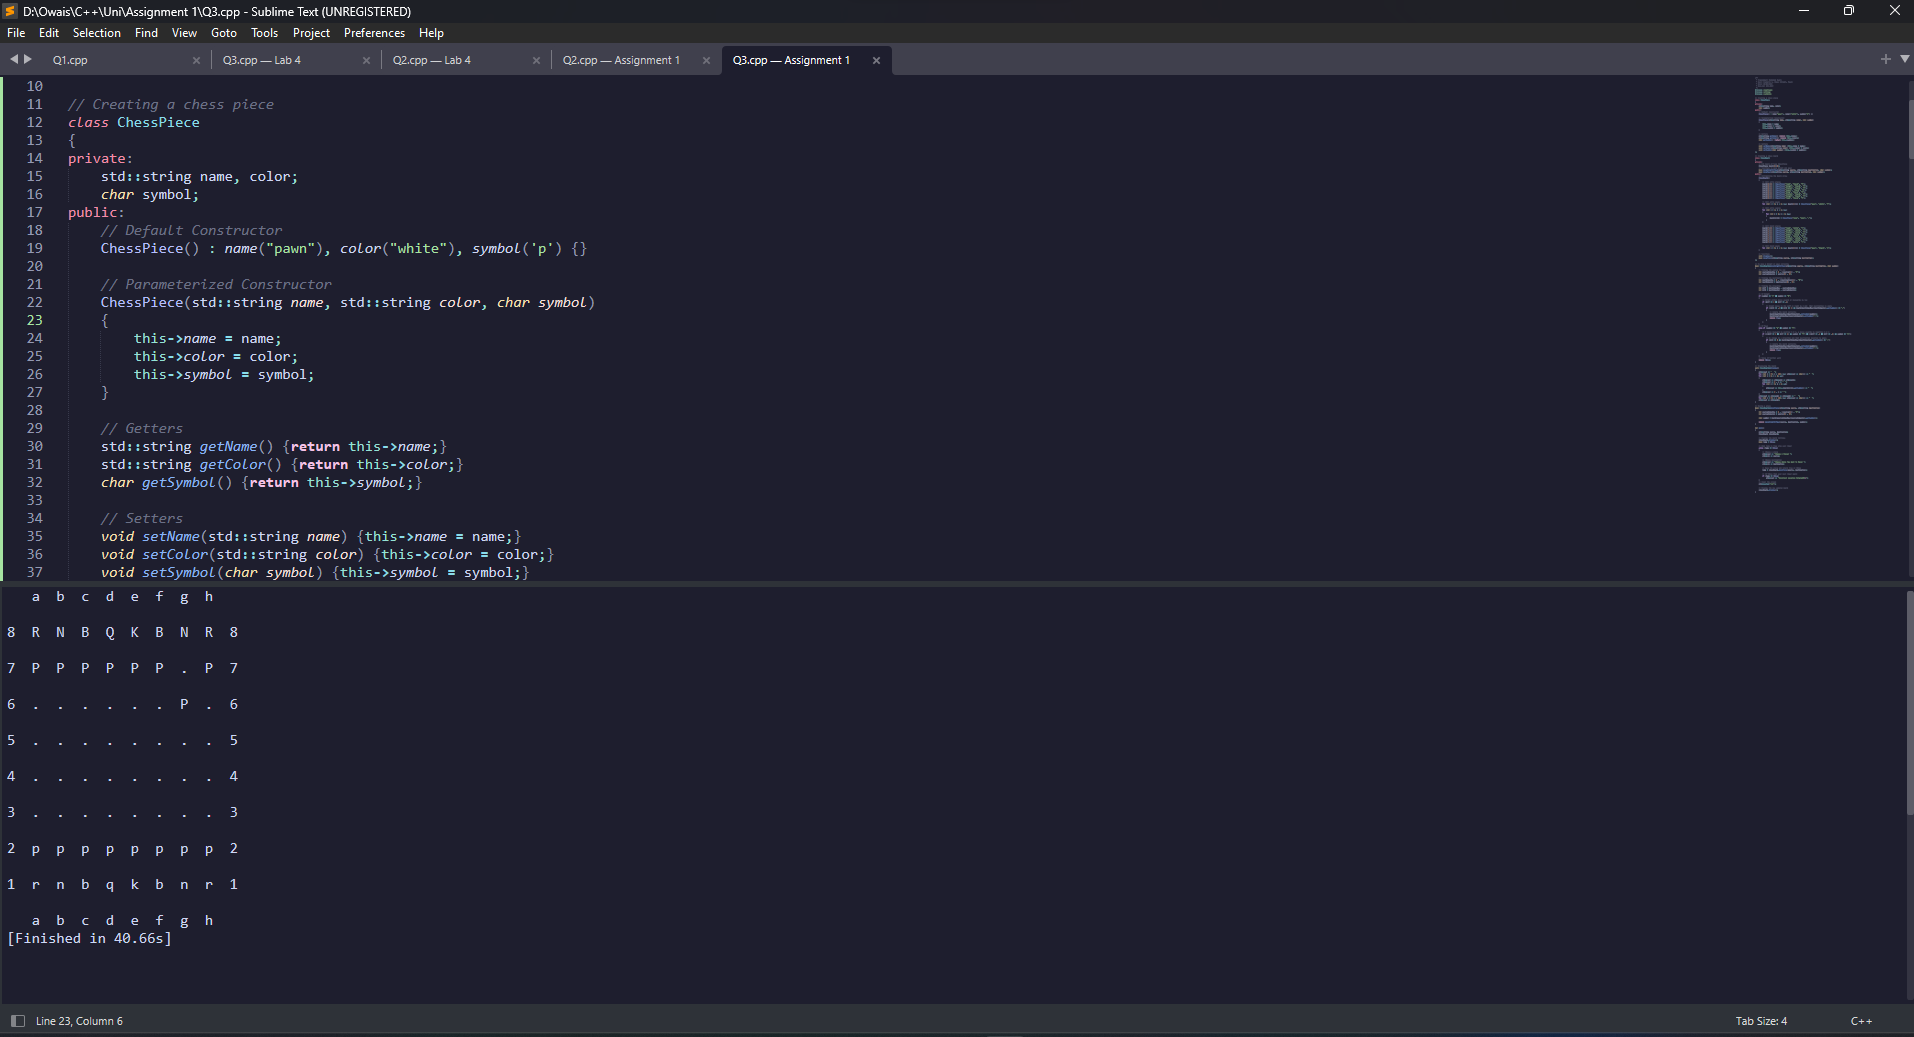 D:\Owais\C++\Uni\Assignment 1\Q3.cpp - Sublime Text (UNREGISTERED)
File Edit Selection Find View Goto Tools Project Preferences Help
Q1.cpp Q3.cpp — Lab 4 Q2.cpp — Lab 4 Q2.cpp — Assignment 1 Q3.cpp — Assignment 1
10
11 // Creating a chess piece
12 class ChessPiece
13 {
14 private:
15     std::string name, color;
16     char symbol;
17 public:
18     // Default Constructor
19     ChessPiece() : name("pawn"), color("white"), symbol('p') {}
20
21     // Parameterized Constructor
22     ChessPiece(std::string name, std::string color, char symbol)
23     {
24         this->name = name;
25         this->color = color;
26         this->symbol = symbol;
27     }
28
29     // Getters
30     std::string getName() {return this->name;}
31     std::string getColor() {return this->color;}
32     char getSymbol() {return this->symbol;}
33
34     // Setters
35     void setName(std::string name) {this->name = name;}
36     void setColor(std::string color) {this->color = color;}
37     void setSymbol(char symbol) {this->symbol = symbol;}
   a  b  c  d  e  f  g  h
8  R  N  B  Q  K  B  N  R  8
7  P  P  P  P  P  P  .  P  7
6  .  .  .  .  .  .  P  .  6
5  .  .  .  .  .  .  .  .  5
4  .  .  .  .  .  .  .  .  4
3  .  .  .  .  .  .  .  .  3
2  p  p  p  p  p  p  p  p  2
1  r  n  b  q  k  b  n  r  1
   a  b  c  d  e  f  g  h
[Finished in 40.66s]
Line 23, Column 6 Tab Size: 4 C++